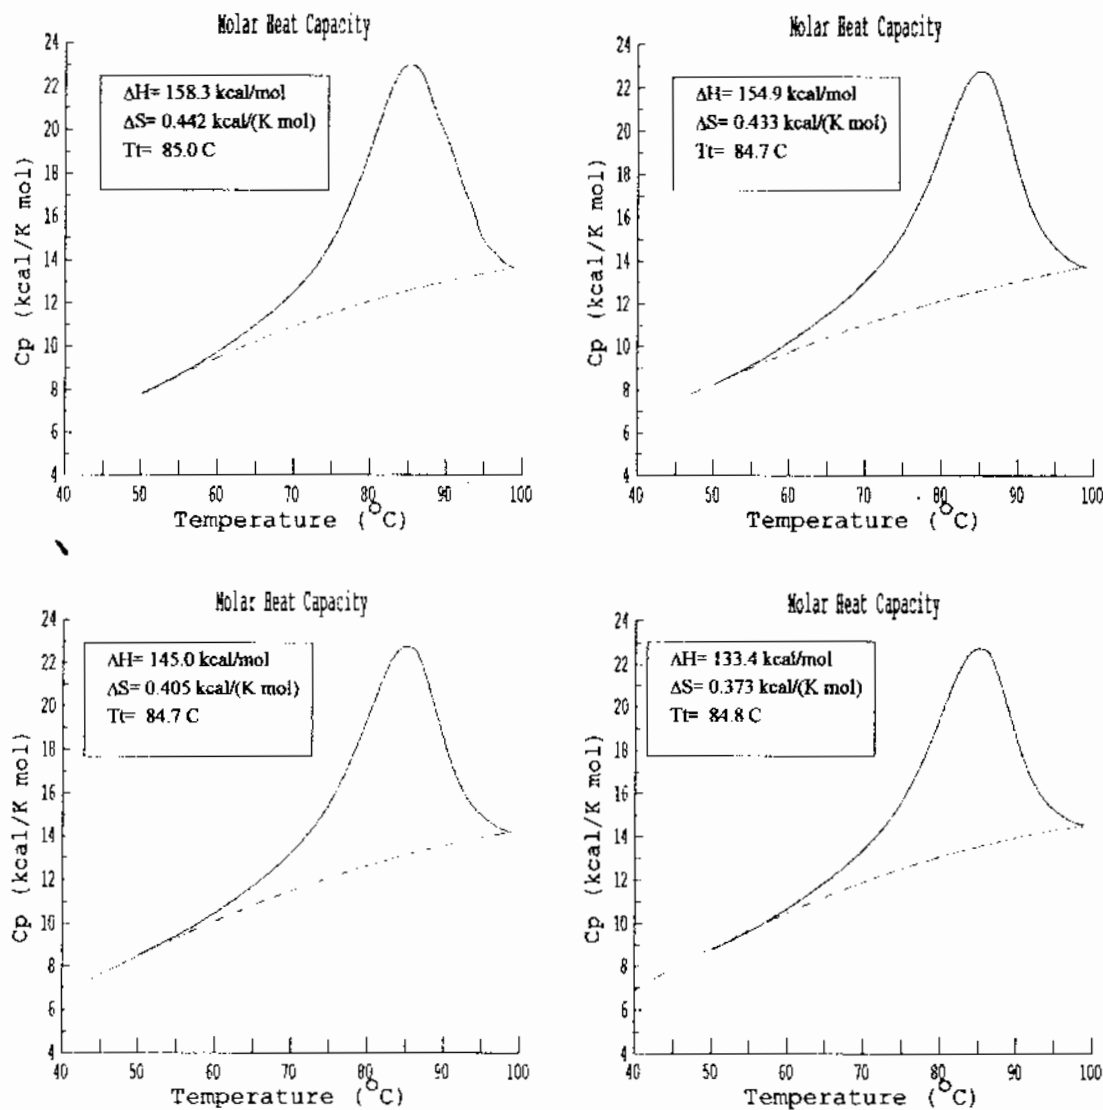 Molar Heat Capacity
ΔH= 158.3 kcal/mol
ΔS= 0.442 kcal/(K mol)
Tt= 85.0 C
Cp (kcal/K mol)
24
22
20
18
16
14
12
10
8
6
4
40 50 60 70 80 90 100
Temperature (°C)
Molar Heat Capacity
ΔH= 154.9 kcal/mol
ΔS= 0.433 kcal/(K mol)
Tt= 84.7 C
Cp (kcal/K mol)
24
22
20
18
16
14
12
10
8
6
4
40 50 60 70 80 90 100
Temperature (°C)
Molar Heat Capacity
ΔH= 145.0 kcal/mol
ΔS= 0.405 kcal/(K mol)
Tt= 84.7 C
Cp (kcal/K mol)
24
22
20
18
16
14
12
10
8
6
4
40 50 60 70 80 90 100
Temperature (°C)
Molar Heat Capacity
ΔH= 133.4 kcal/mol
ΔS= 0.373 kcal/(K mol)
Tt= 84.8 C
Cp (kcal/K mol)
24
22
20
18
16
14
12
10
8
6
4
40 50 60 70 80 90 100
Temperature (°C)